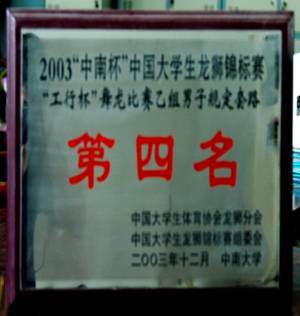 2003“中南杯”中国大学生龙狮锦标赛
“工行杯”舞龙比赛乙组男子规定套路
第四名
中国大学生体育协会龙狮分会
中国大学生龙狮锦标赛组委会
二〇〇三年十二月 中南大学